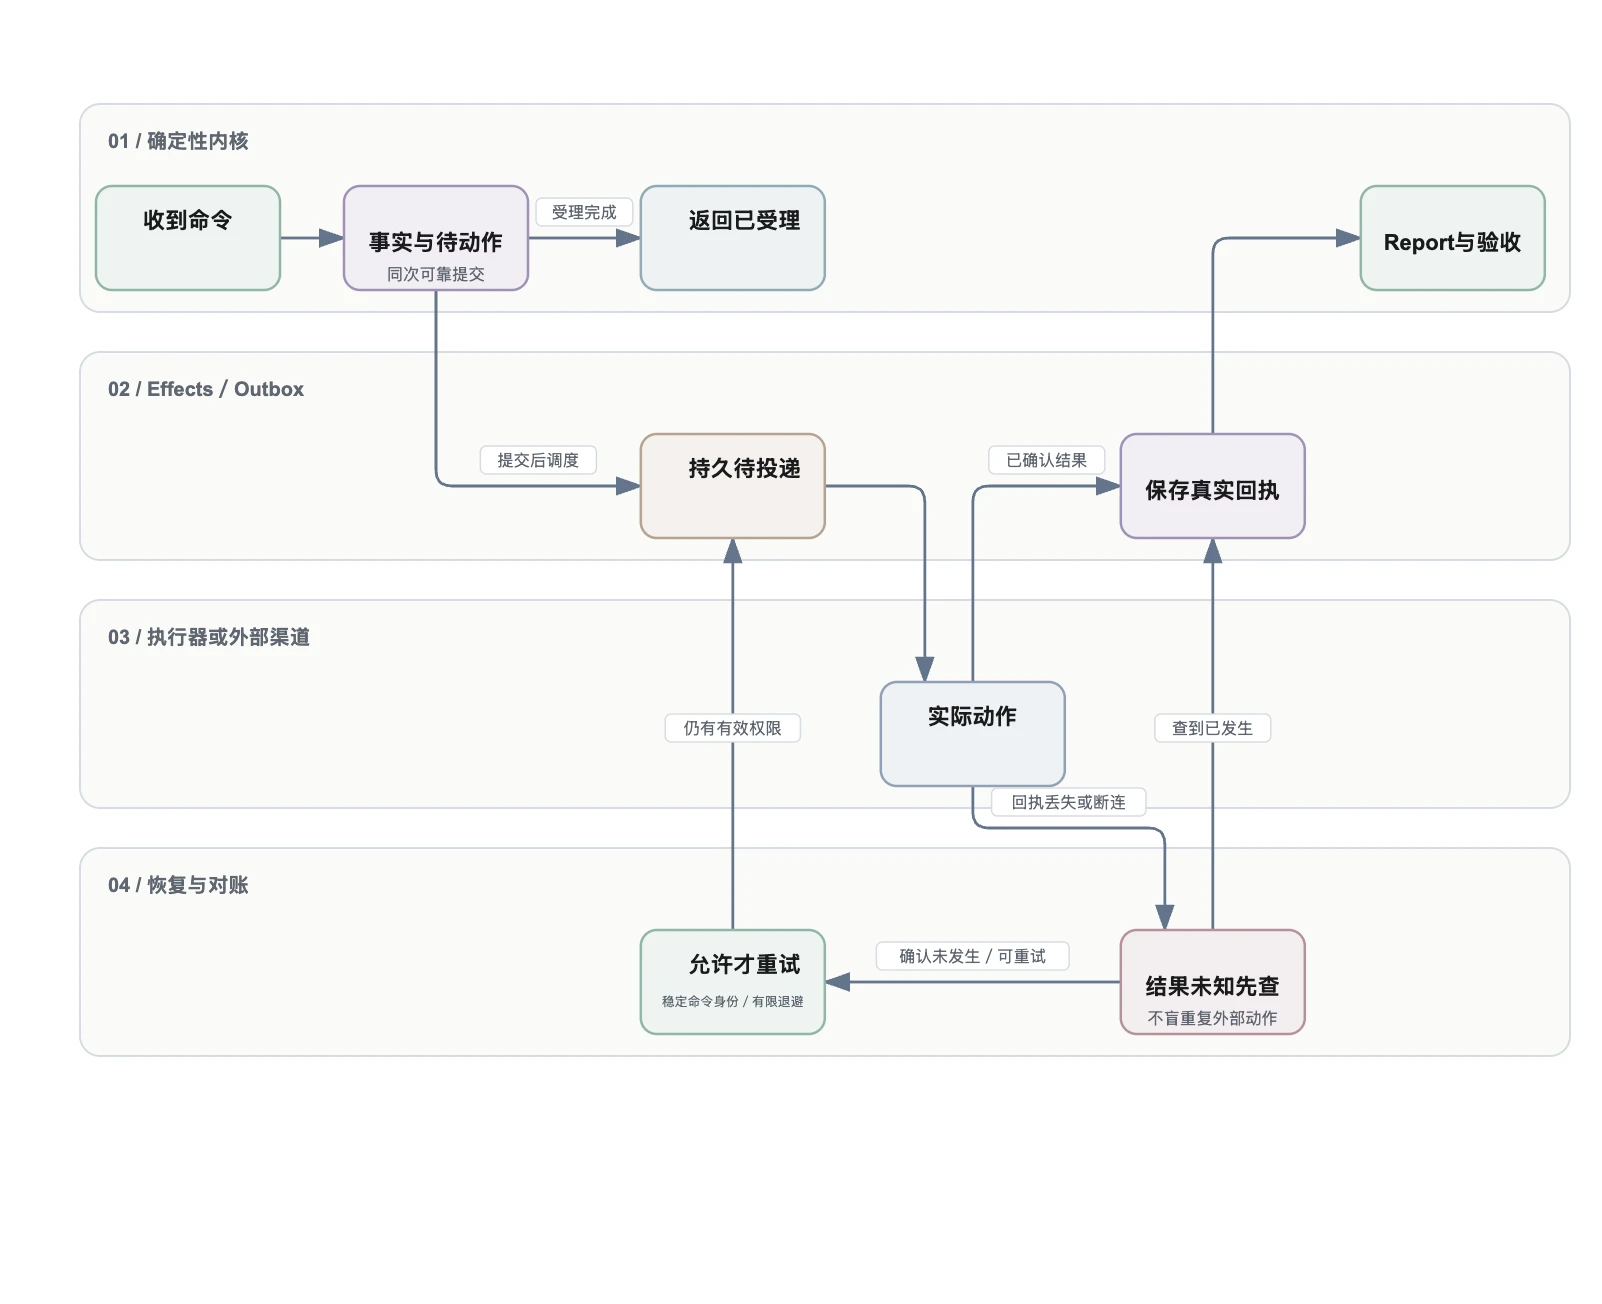 01 / 确定性内核
收到命令
事实与待动作
同次可靠提交
受理完成
返回已受理
Report与验收
02 / Effects / Outbox
提交后调度
持久待投递
已确认结果
保存真实回执
03 / 执行器或外部渠道
仍有有效权限
实际动作
查到已发生
回执丢失或断连
04 / 恢复与对账
允许才重试
稳定命令身份 / 有限退避
确认未发生 / 可重试
结果未知先查
不盲重复外部动作